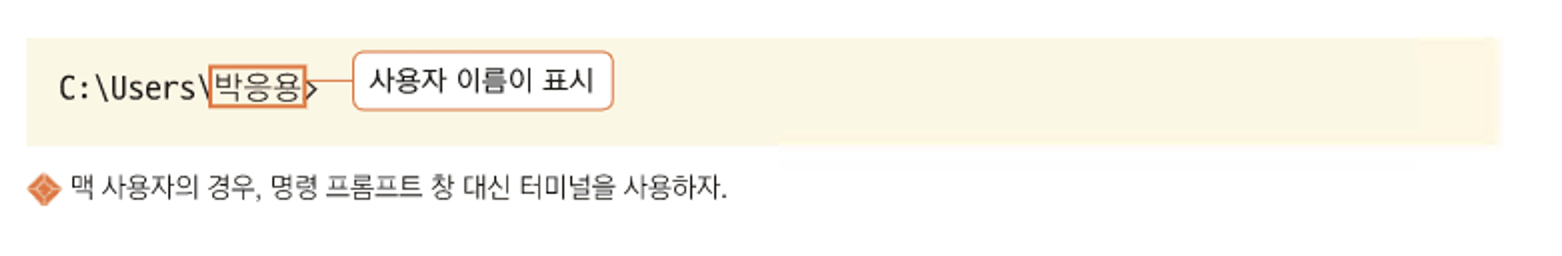 C:\Users\박응용> 사용자 이름이 표시
맥 사용자의 경우, 명령 프롬프트 창 대신 터미널을 사용하자.